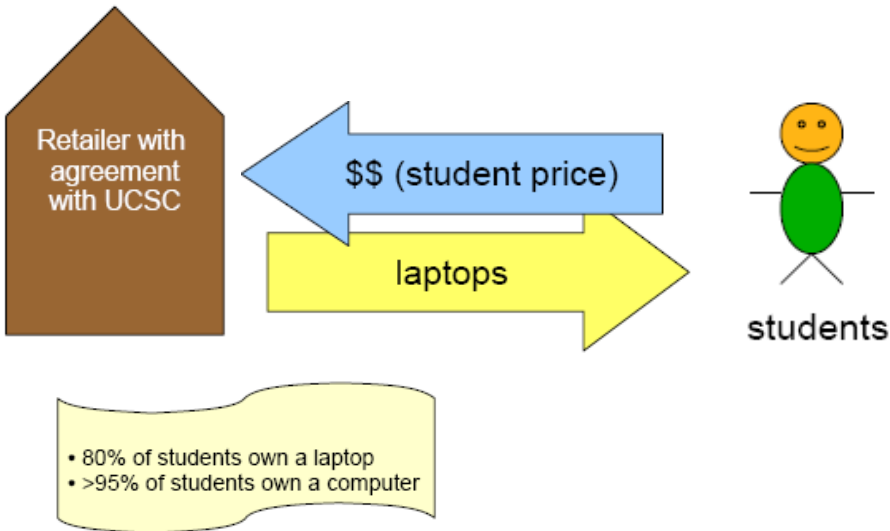 Retailer with
agreement
with UCSC
$$ (student price)
laptops
students
• 80% of students own a laptop
• >95% of students own a computer